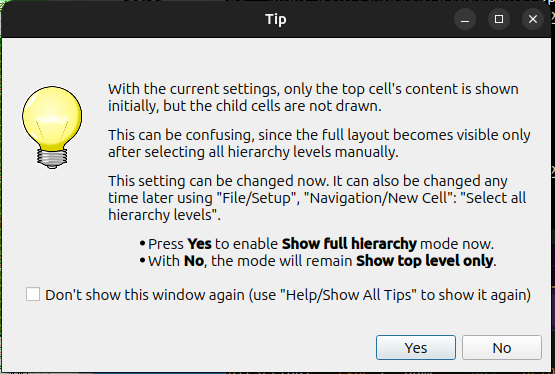 Tip
With the current settings, only the top cell's content is shown
initially, but the child cells are not drawn.
This can be confusing, since the full layout becomes visible only
after selecting all hierarchy levels manually.
This setting can be changed now. It can also be changed any
time later using "File/Setup", "Navigation/New Cell": "Select all
hierarchy levels".
• Press Yes to enable Show full hierarchy mode now.
• With No, the mode will remain Show top level only.
Don't show this window again (use "Help/Show All Tips" to show it again)
Yes
No